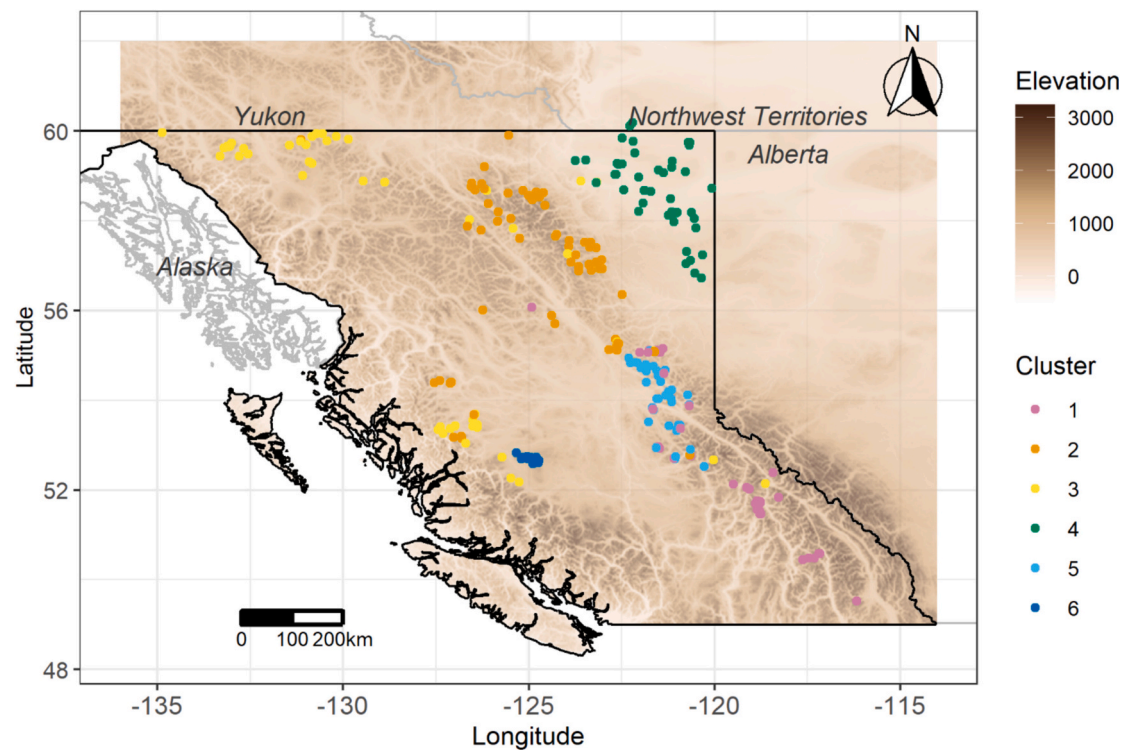 N
Yukon
Northwest Territories
Alberta
Alaska
60
56
52
48
Latitude
0 100 200km
-135 -130 -125 -120 -115
Longitude
Elevation
3000
2000
1000
0
Cluster
1
2
3
4
5
6